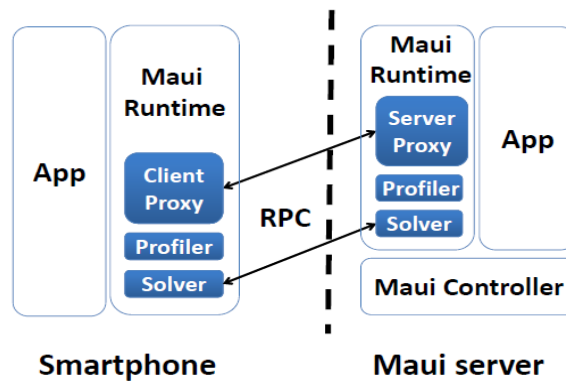 App
Maui
Runtime
Client
Proxy
Profiler
Solver
Smartphone
RPC
Maui
Runtime
Server
Proxy
Profiler
Solver
App
Maui Controller
Maui server